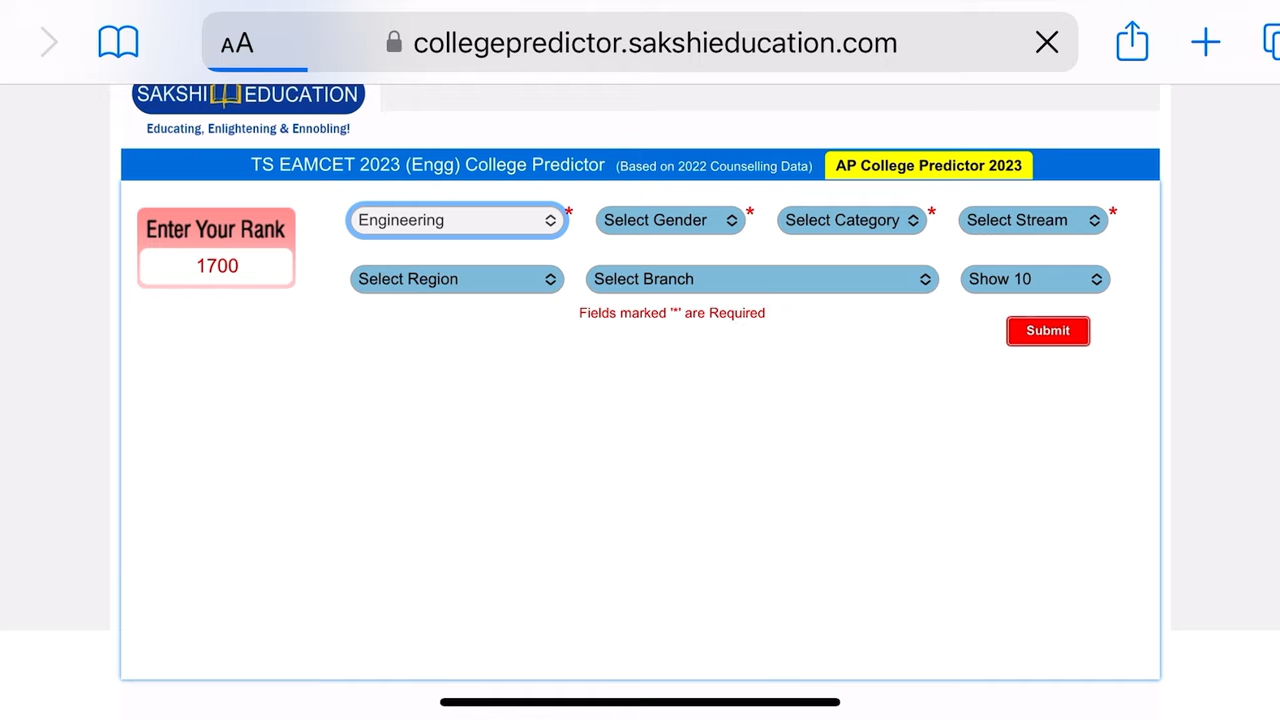 AA
collegepredictor.sakshieducation.com
SAKSHI EDUCATION
Educating, Enlightening & Ennobling!
TS EAMCET 2023 (Engg) College Predictor (Based on 2022 Counselling Data) AP College Predictor 2023
Enter Your Rank
1700
Engineering * Select Gender * Select Category * Select Stream *
Select Region Select Branch Show 10
Fields marked '*' are Required
Submit